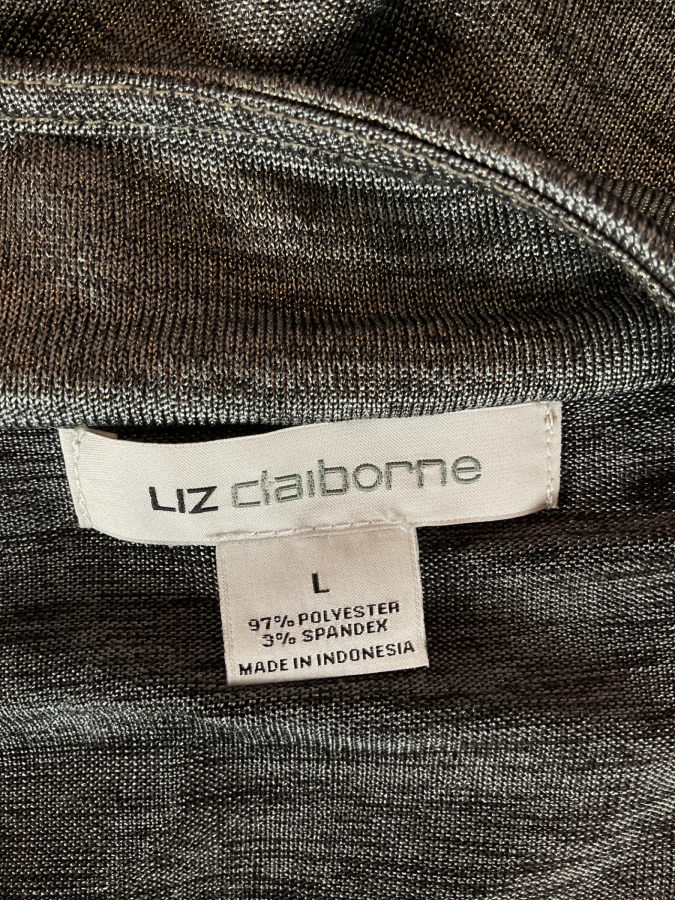 LIZ claiborne
L
97% POLYESTER
3% SPANDEX
MADE IN INDONESIA